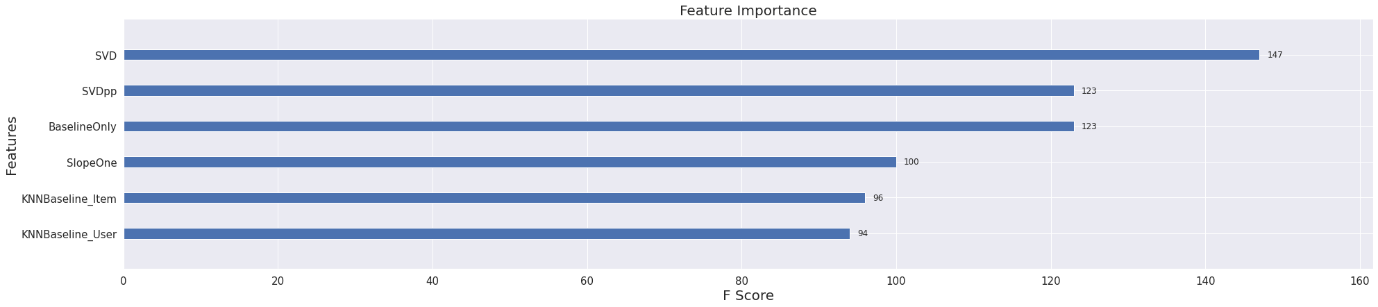 Feature Importance
Features
SVD 147
SVDpp 123
BaselineOnly 123
SlopeOne 100
KNNBaseline_Item 96
KNNBaseline_User 94
0 20 40 60 80 100 120 140 160
F Score